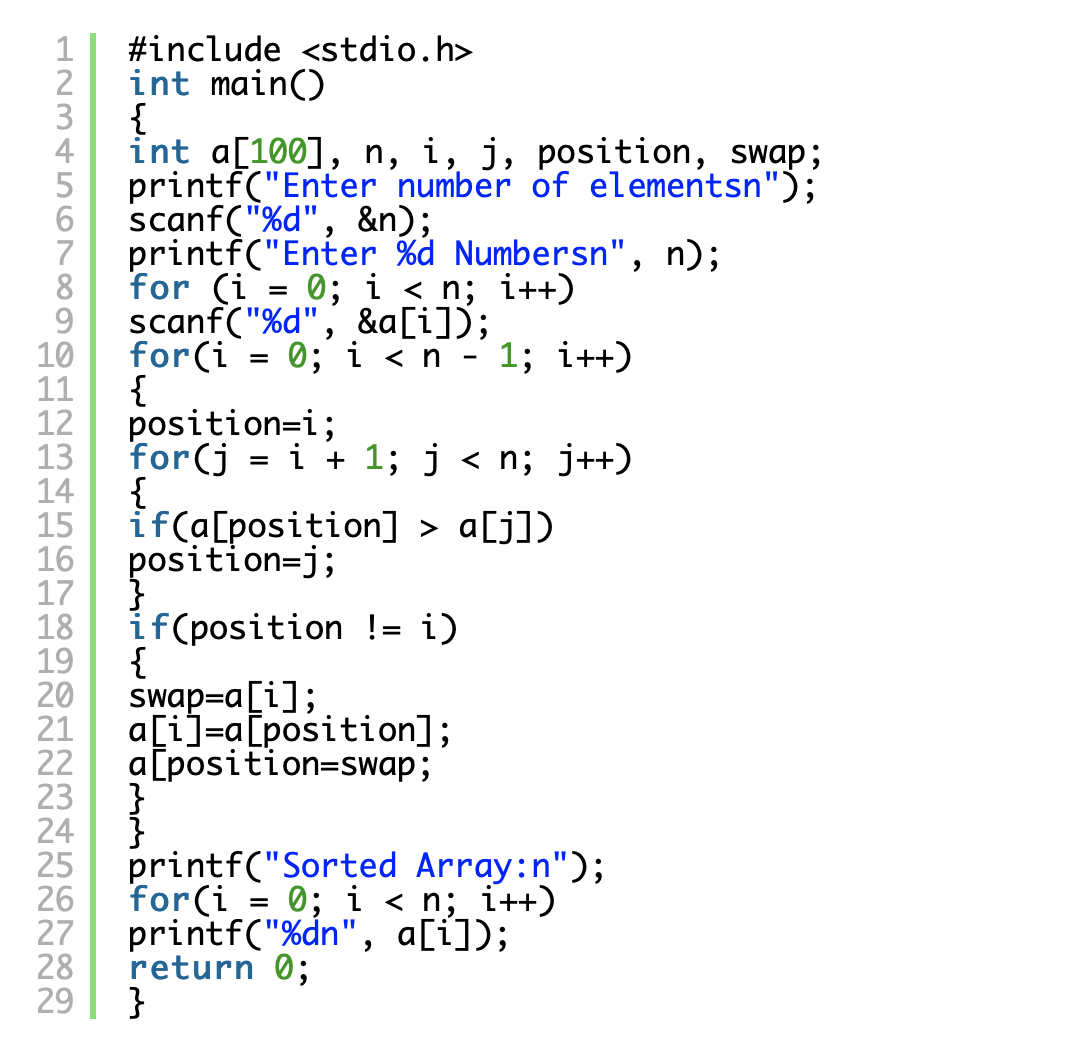 1 #include <stdio.h>
2 int main()
3 {
4 int a[100], n, i, j, position, swap;
5 printf("Enter number of elementsn");
6 scanf("%d", &n);
7 printf("Enter %d Numbersn", n);
8 for (i = 0; i < n; i++)
9 scanf("%d", &a[i]);
10 for(i = 0; i < n - 1; i++)
11 {
12 position=i;
13 for(j = i + 1; j < n; j++)
14 {
15 if(a[position] > a[j])
16 position=j;
17 }
18 if(position != i)
19 {
20 swap=a[i];
21 a[i]=a[position];
22 a[position=swap;
23 }
24 }
25 printf("Sorted Array:n");
26 for(i = 0; i < n; i++)
27 printf("%dn", a[i]);
28 return 0;
29 }